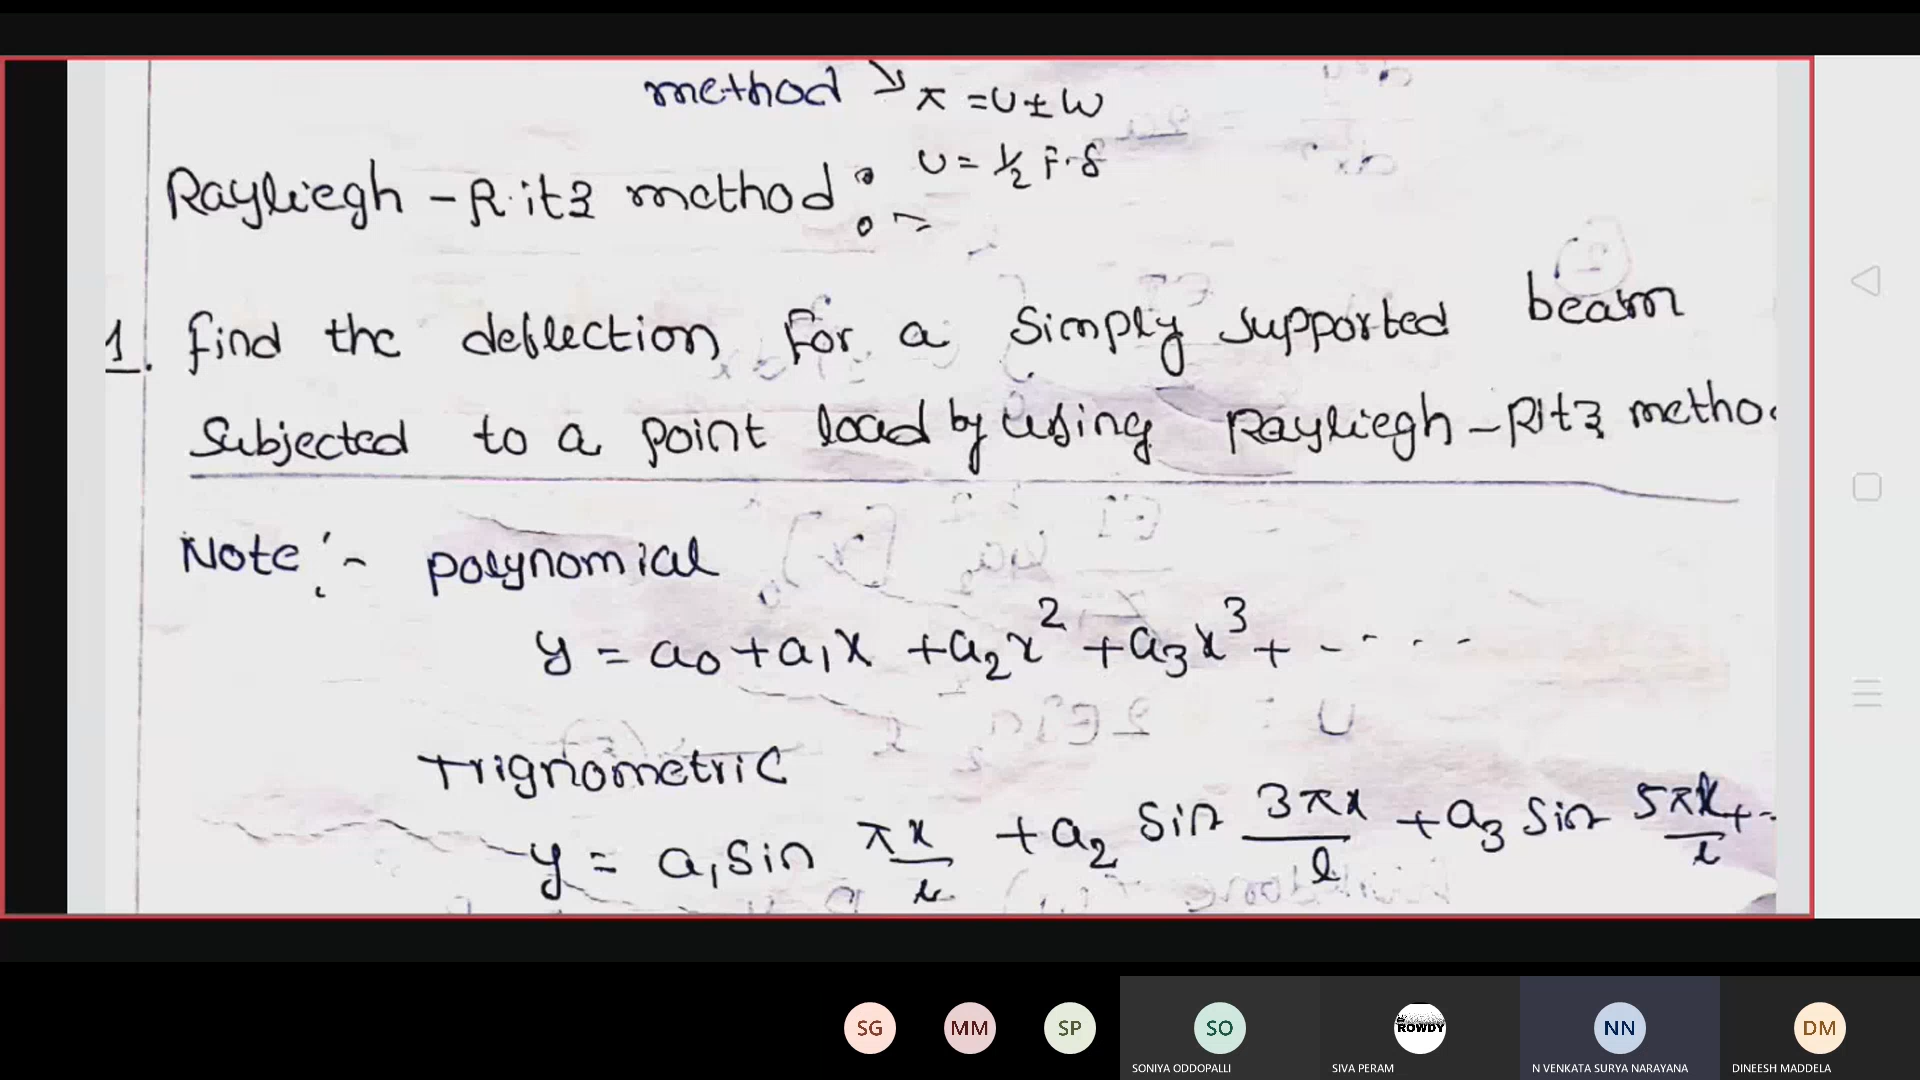 method → π = U ± W
U = 1/2 F.δ
Rayliegh - Ritz method :-
1. find the deflection for a simply supported beam
subjected to a point load by using Rayliegh - Ritz
Note :- polynomial
y = a0 + a1x + a2x² + a3x³ + - - - -
trignometric
y = a1 sin πx/l + a2 sin 3πx/l + a3 sin 5πx/l + -
SG
MM
SP
SO
ROWDY
NN
DM
SONIYA ODDOPALLI
SIVA PERAM
N VENKATA SURYA NARAYANA
DINEESH MADDELA